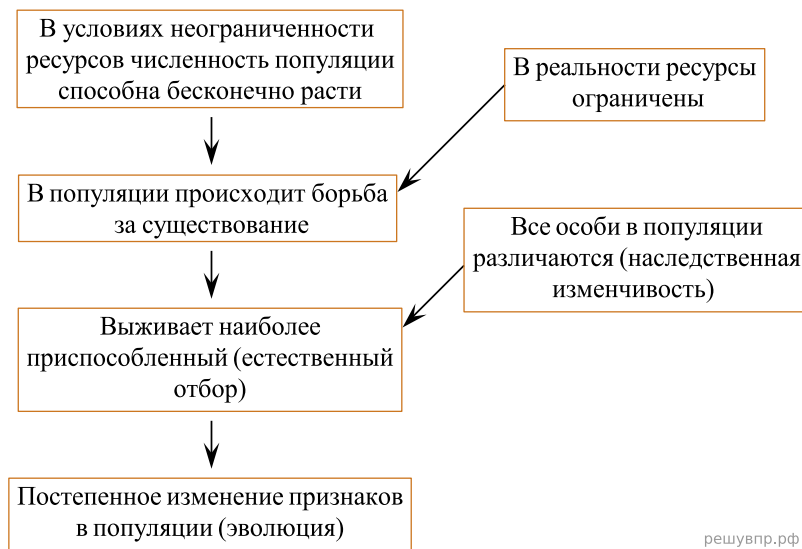 В условиях неограниченности
ресурсов численность популяции
способна бесконечно расти
В реальности ресурсы
ограничены
В популяции происходит борьба
за существование
Все особи в популяции
различаются (наследственная
изменчивость)
Выживает наиболее
приспособленный (естественный
отбор)
Постепенное изменение признаков
в популяции (эволюция)
решувпр.рф